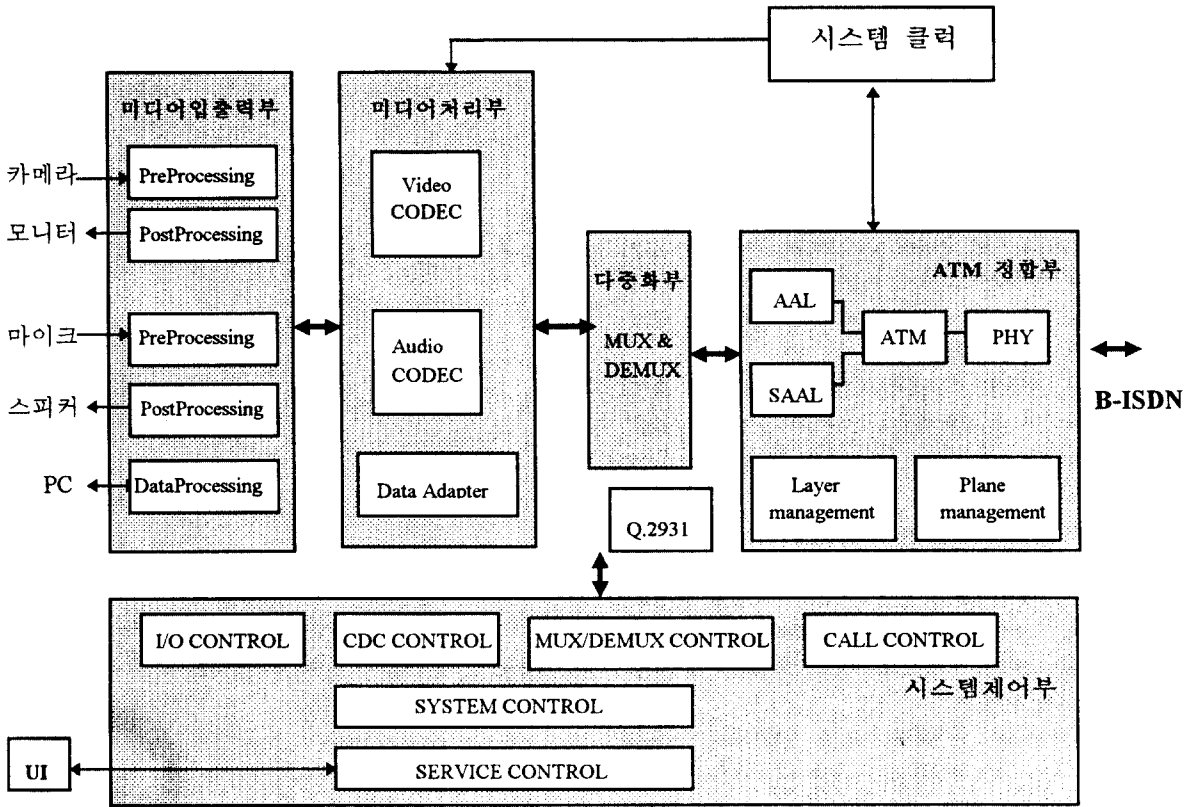 시스템 클럭
미디어입출력부
미디어처리부
카메라
PreProcessing
모니터
PostProcessing
마이크
PreProcessing
스피커
PostProcessing
PC
DataProcessing
Video
CODEC
Audio
CODEC
Data Adapter
다중화부
MUX &
DEMUX
ATM 정합부
AAL
SAAL
ATM
PHY
Layer
management
Plane
management
B-ISDN
Q.2931
I/O CONTROL
CDC CONTROL
MUX/DEMUX CONTROL
CALL CONTROL
시스템제어부
SYSTEM CONTROL
UI
SERVICE CONTROL